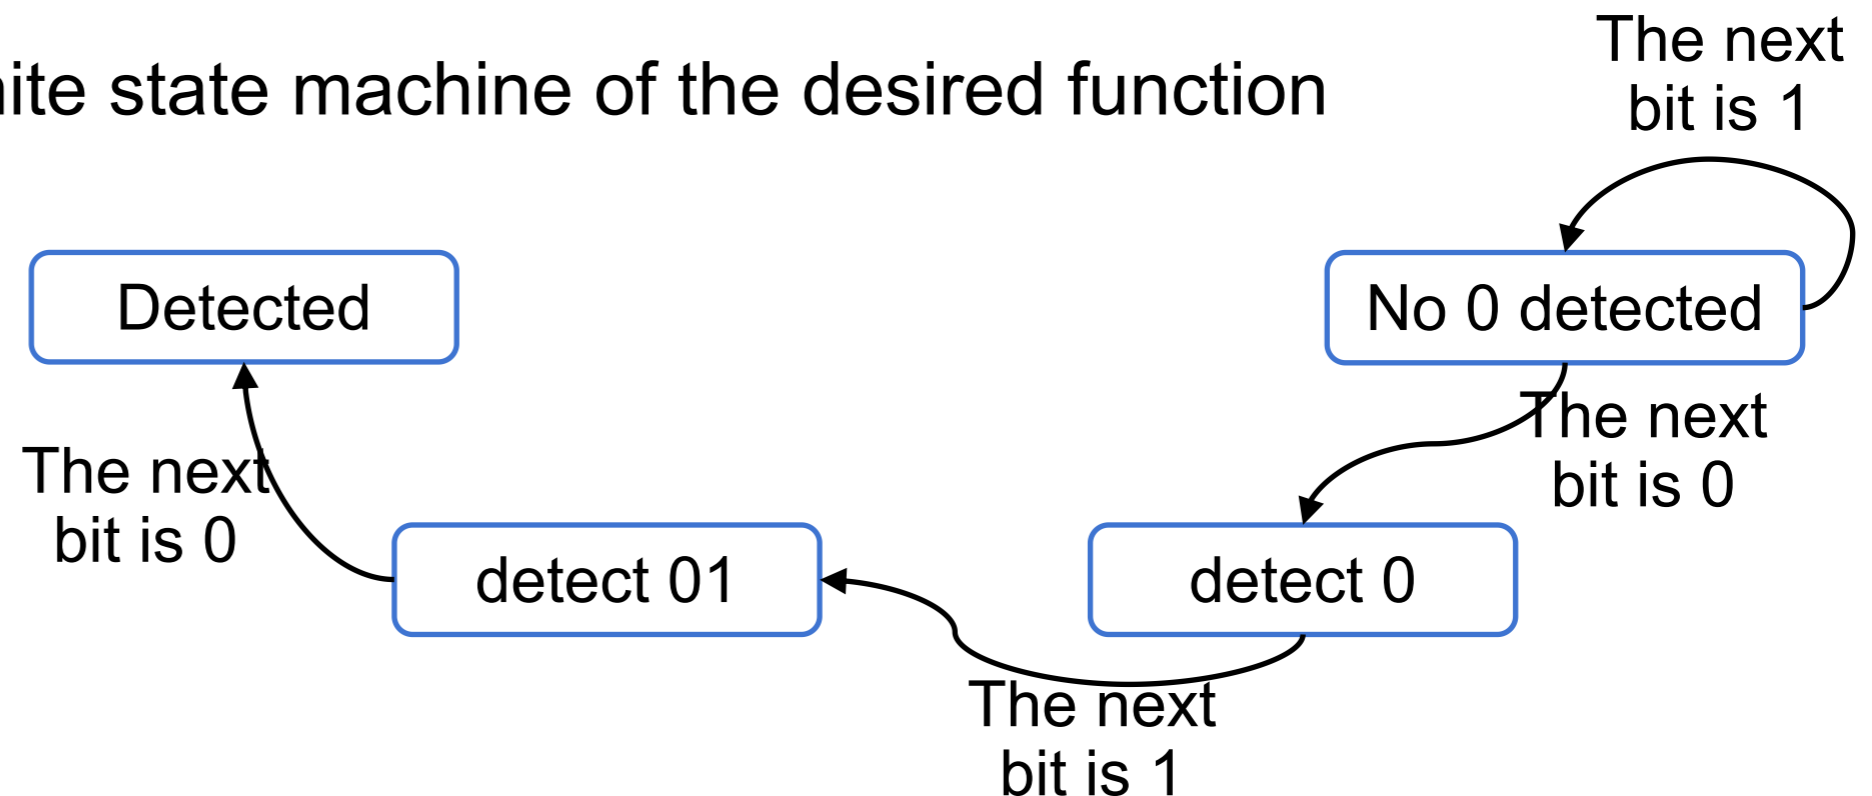 ite state machine of the desired function
The next
bit is 1
Detected
No 0 detected
The next
bit is 0
The next
bit is 0
detect 01
detect 0
The next
bit is 1